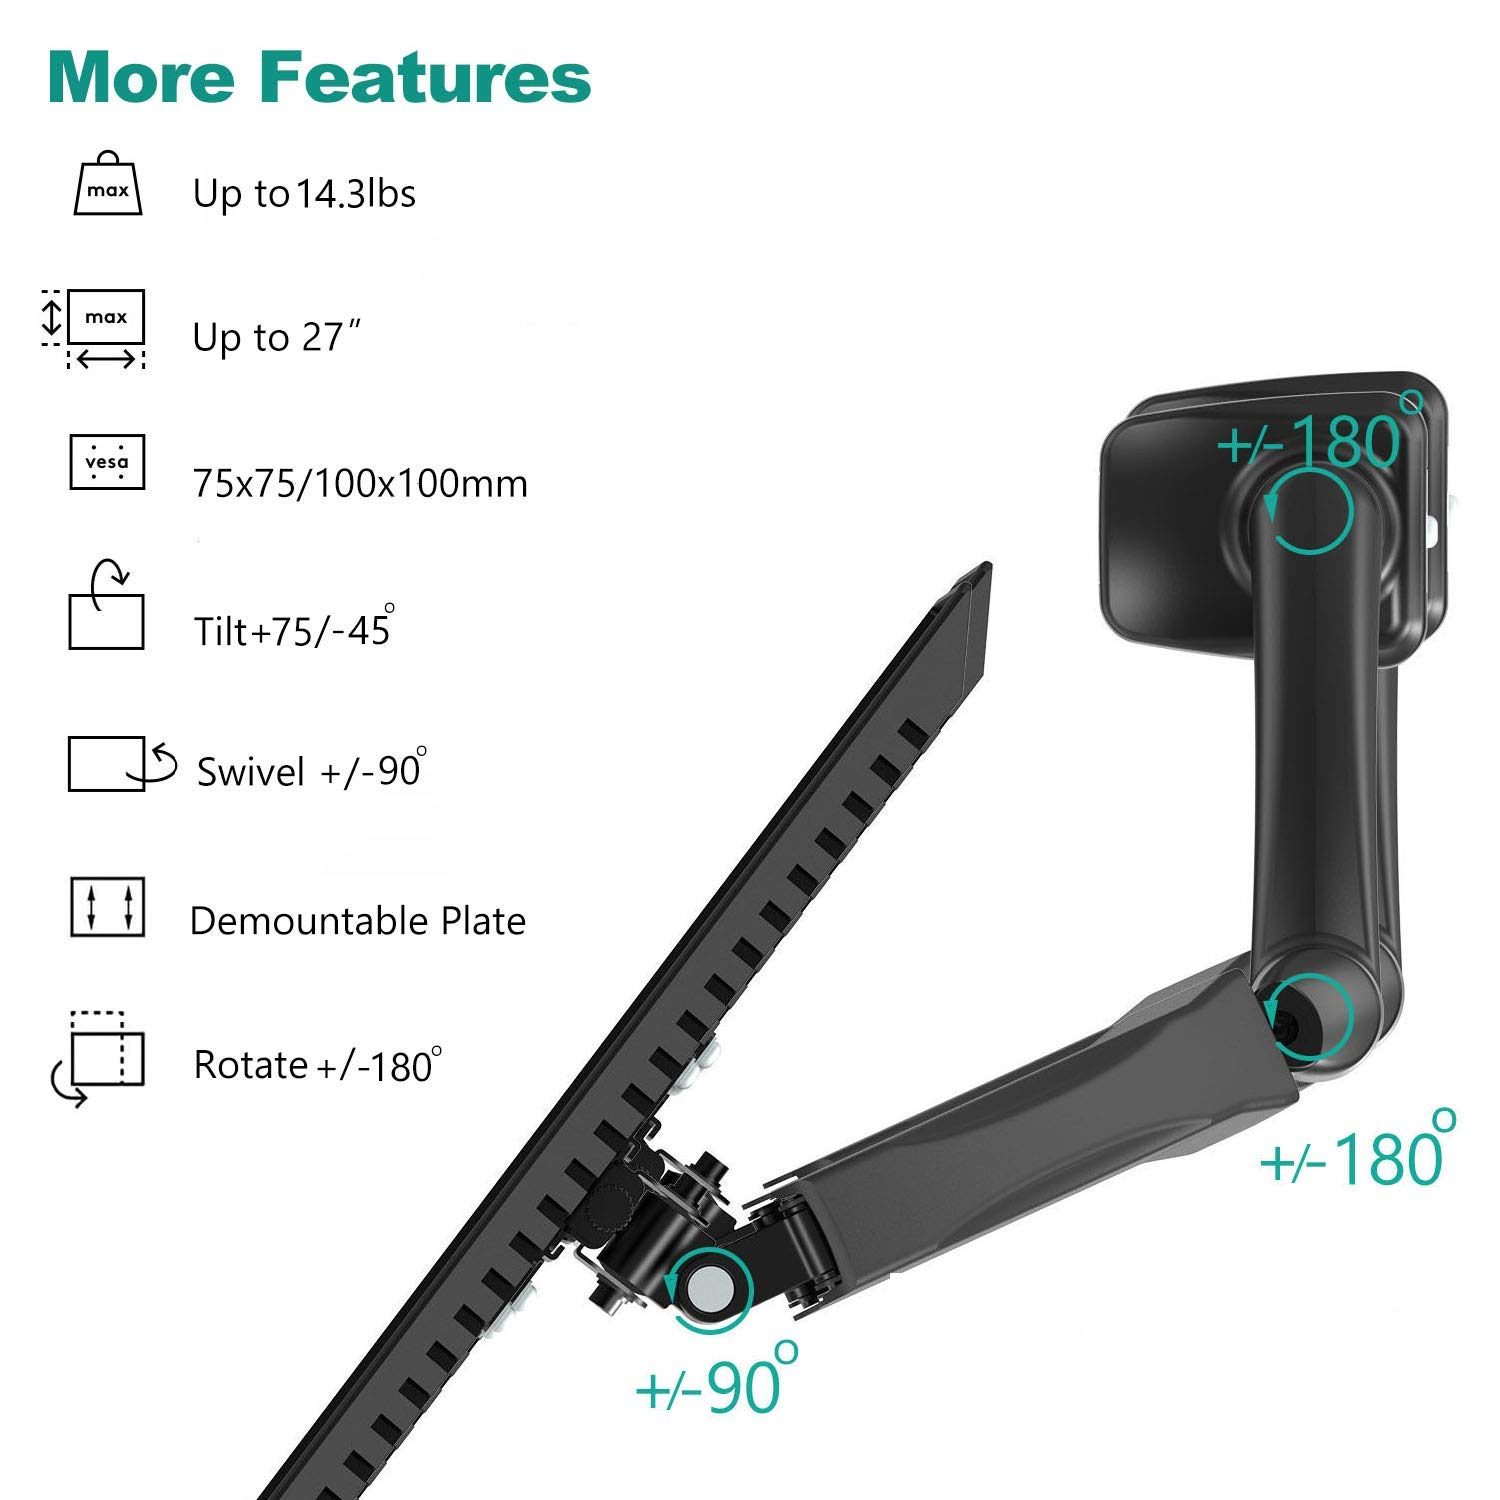 More Features
max
Up to 14.3lbs
max
Up to 27″
vesa
75x75/100x100mm
Tilt+75/-45°
Swivel +/-90°
Demountable Plate
Rotate +/-180°
+/-180°
+/-180°
+/-90°